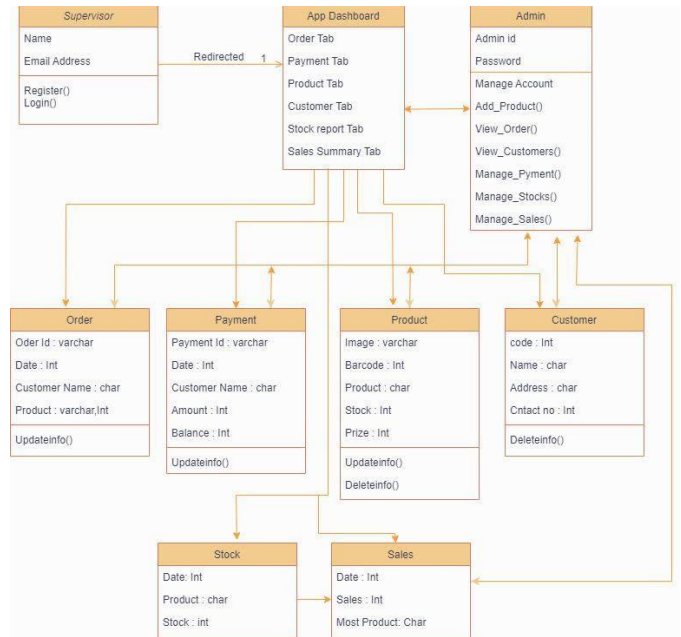 Supervisor
Name
Email Address
Register()
Login()
Redirected
1
App Dashboard
Order Tab
Payment Tab
Product Tab
Customer Tab
Stock report Tab
Sales Summary Tab
Admin
Admin id
Password
Manage Account
Add_Product()
View_Order()
View_Customers()
Manage_Pyment()
Manage_Stocks()
Manage_Sales()
Order
Oder Id : varchar
Date : Int
Customer Name : char
Product : varchar,Int
Updateinfo()
Payment
Payment Id : varchar
Date : Int
Customer Name : char
Amount : Int
Balance : Int
Updateinfo()
Product
Image : varchar
Barcode : Int
Product : char
Stock : Int
Prize : Int
Updateinfo()
Deleteinfo()
Customer
code : Int
Name : char
Address : char
Cntact no : Int
Deleteinfo()
Stock
Date: Int
Product : char
Stock : int
Sales
Date : Int
Sales : Int
Most Product: Char